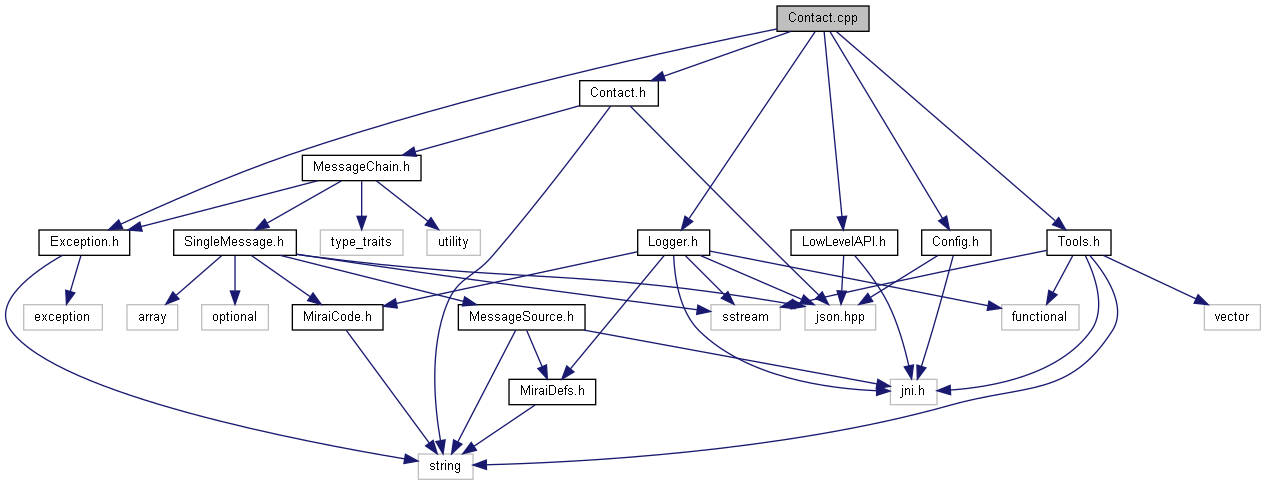 Contact.cpp
Contact.h
MessageChain.h
Exception.h
SingleMessage.h
type_traits
utility
Logger.h
LowLevelAPI.h
Config.h
Tools.h
exception
array
optional
MiraiCode.h
MessageSource.h
sstream
json.hpp
functional
vector
MiraiDefs.h
jni.h
string